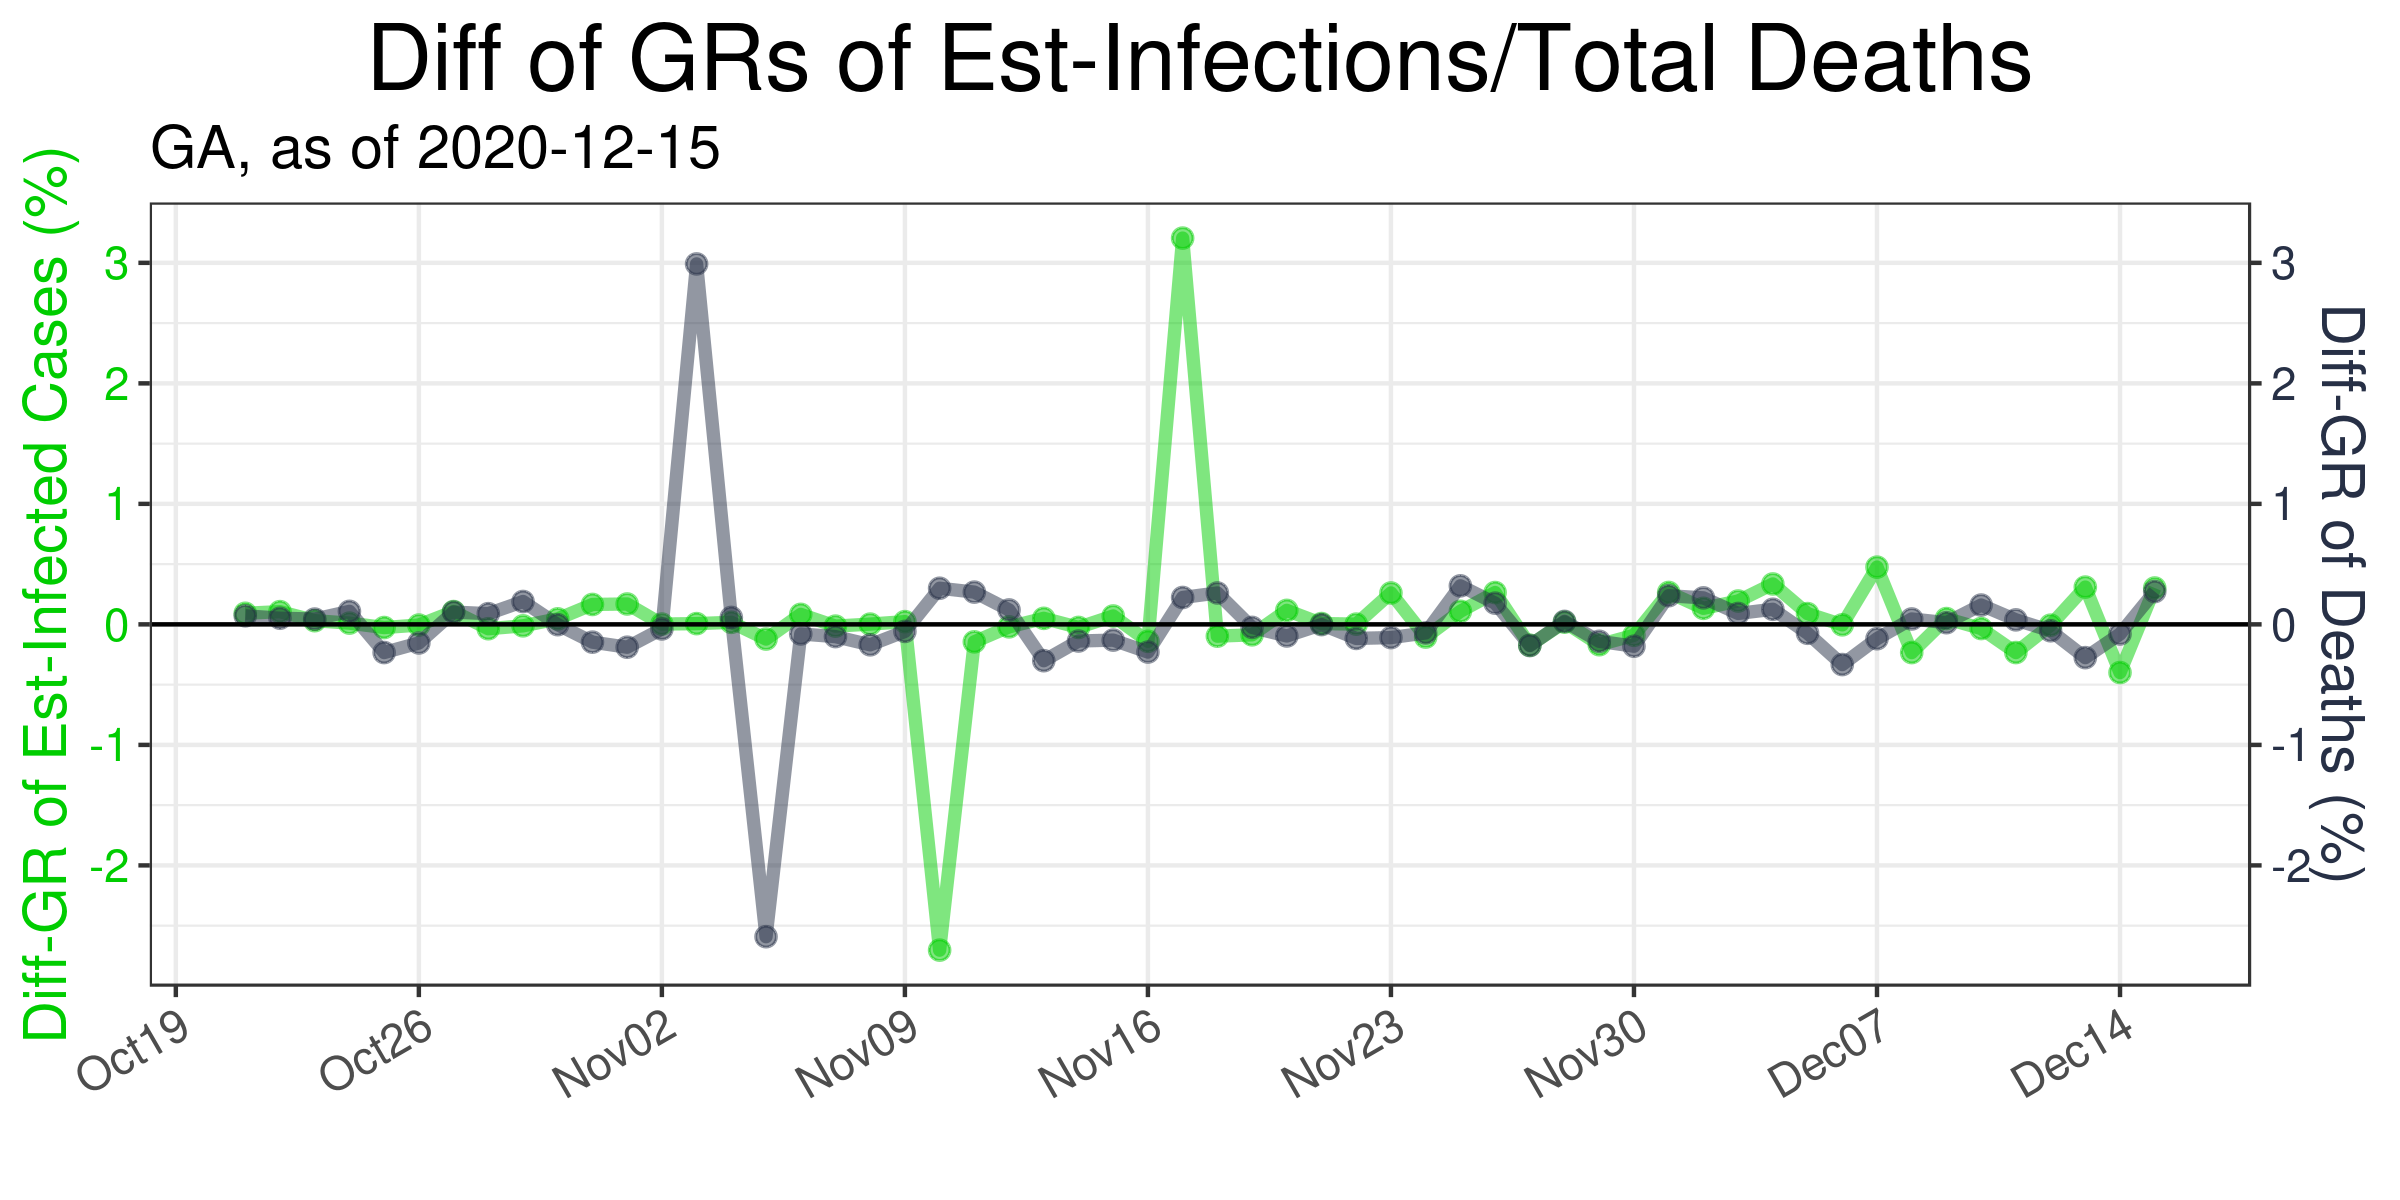 Diff of GRs of Est-Infections/Total Deaths
GA, as of 2020-12-15
Diff-GR of Est-Infected Cases (%)
3
2
1
0
-1
-2
3
2
1
0
-1
-2
Diff-GR of Deaths (%)
Oct19
Oct26
Nov02
Nov09
Nov16
Nov23
Nov30
Dec07
Dec14